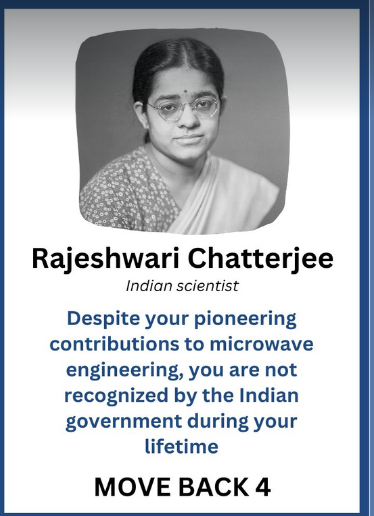 Rajeshwari Chatterjee
Indian scientist
Despite your pioneering
contributions to microwave
engineering, you are not
recognized by the Indian
government during your
lifetime
MOVE BACK 4